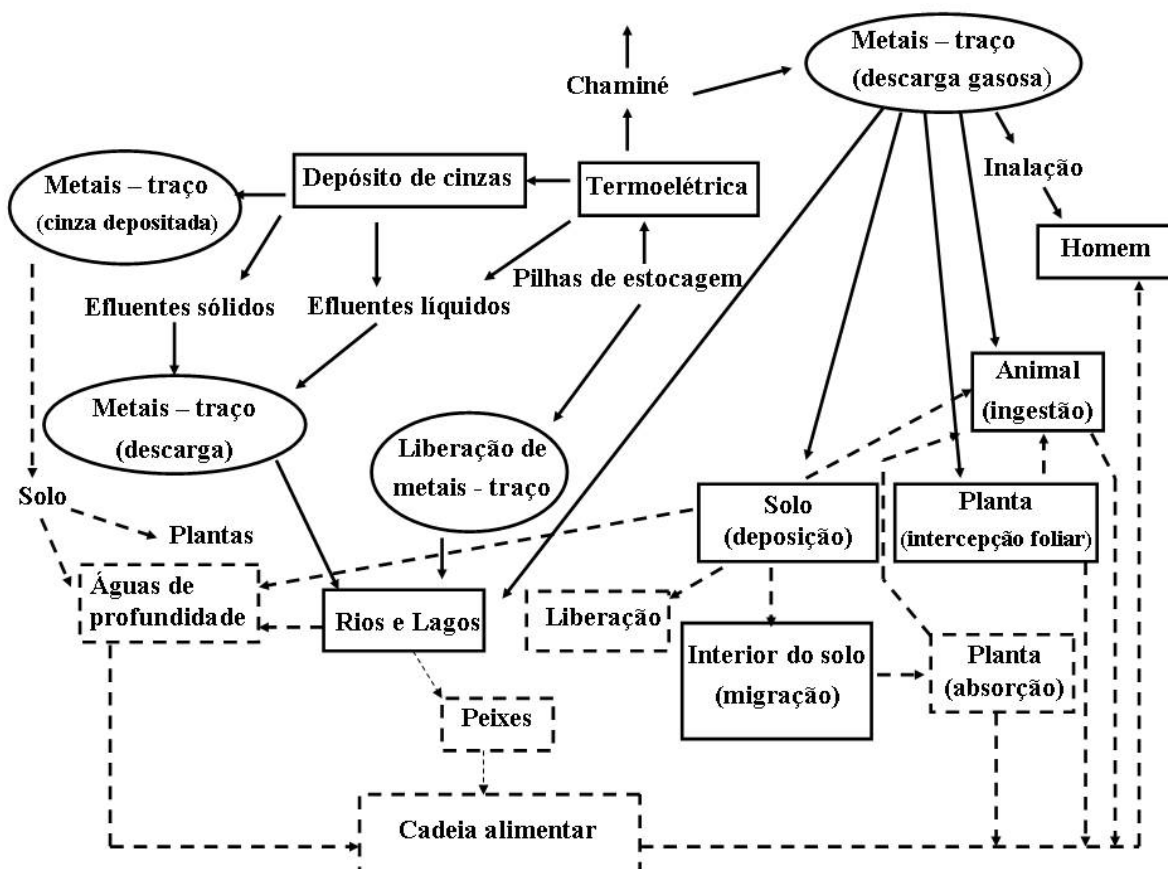 Metais – traço
(descarga gasosa)
Chaminé
Inalação
Depósito de cinzas
Termoelétrica
Metais – traço
(cinza depositada)
Homem
Pilhas de estocagem
Efluentes sólidos
Efluentes líquidos
Animal
(ingestão)
Metais – traço
(descarga)
Liberação de
metais - traço
Solo
Solo
(deposição)
Planta
(intercepção foliar)
Plantas
Águas de
profundidade
Rios e Lagos
Liberação
Interior do solo
(migração)
Planta
(absorção)
Peixes
Cadeia alimentar